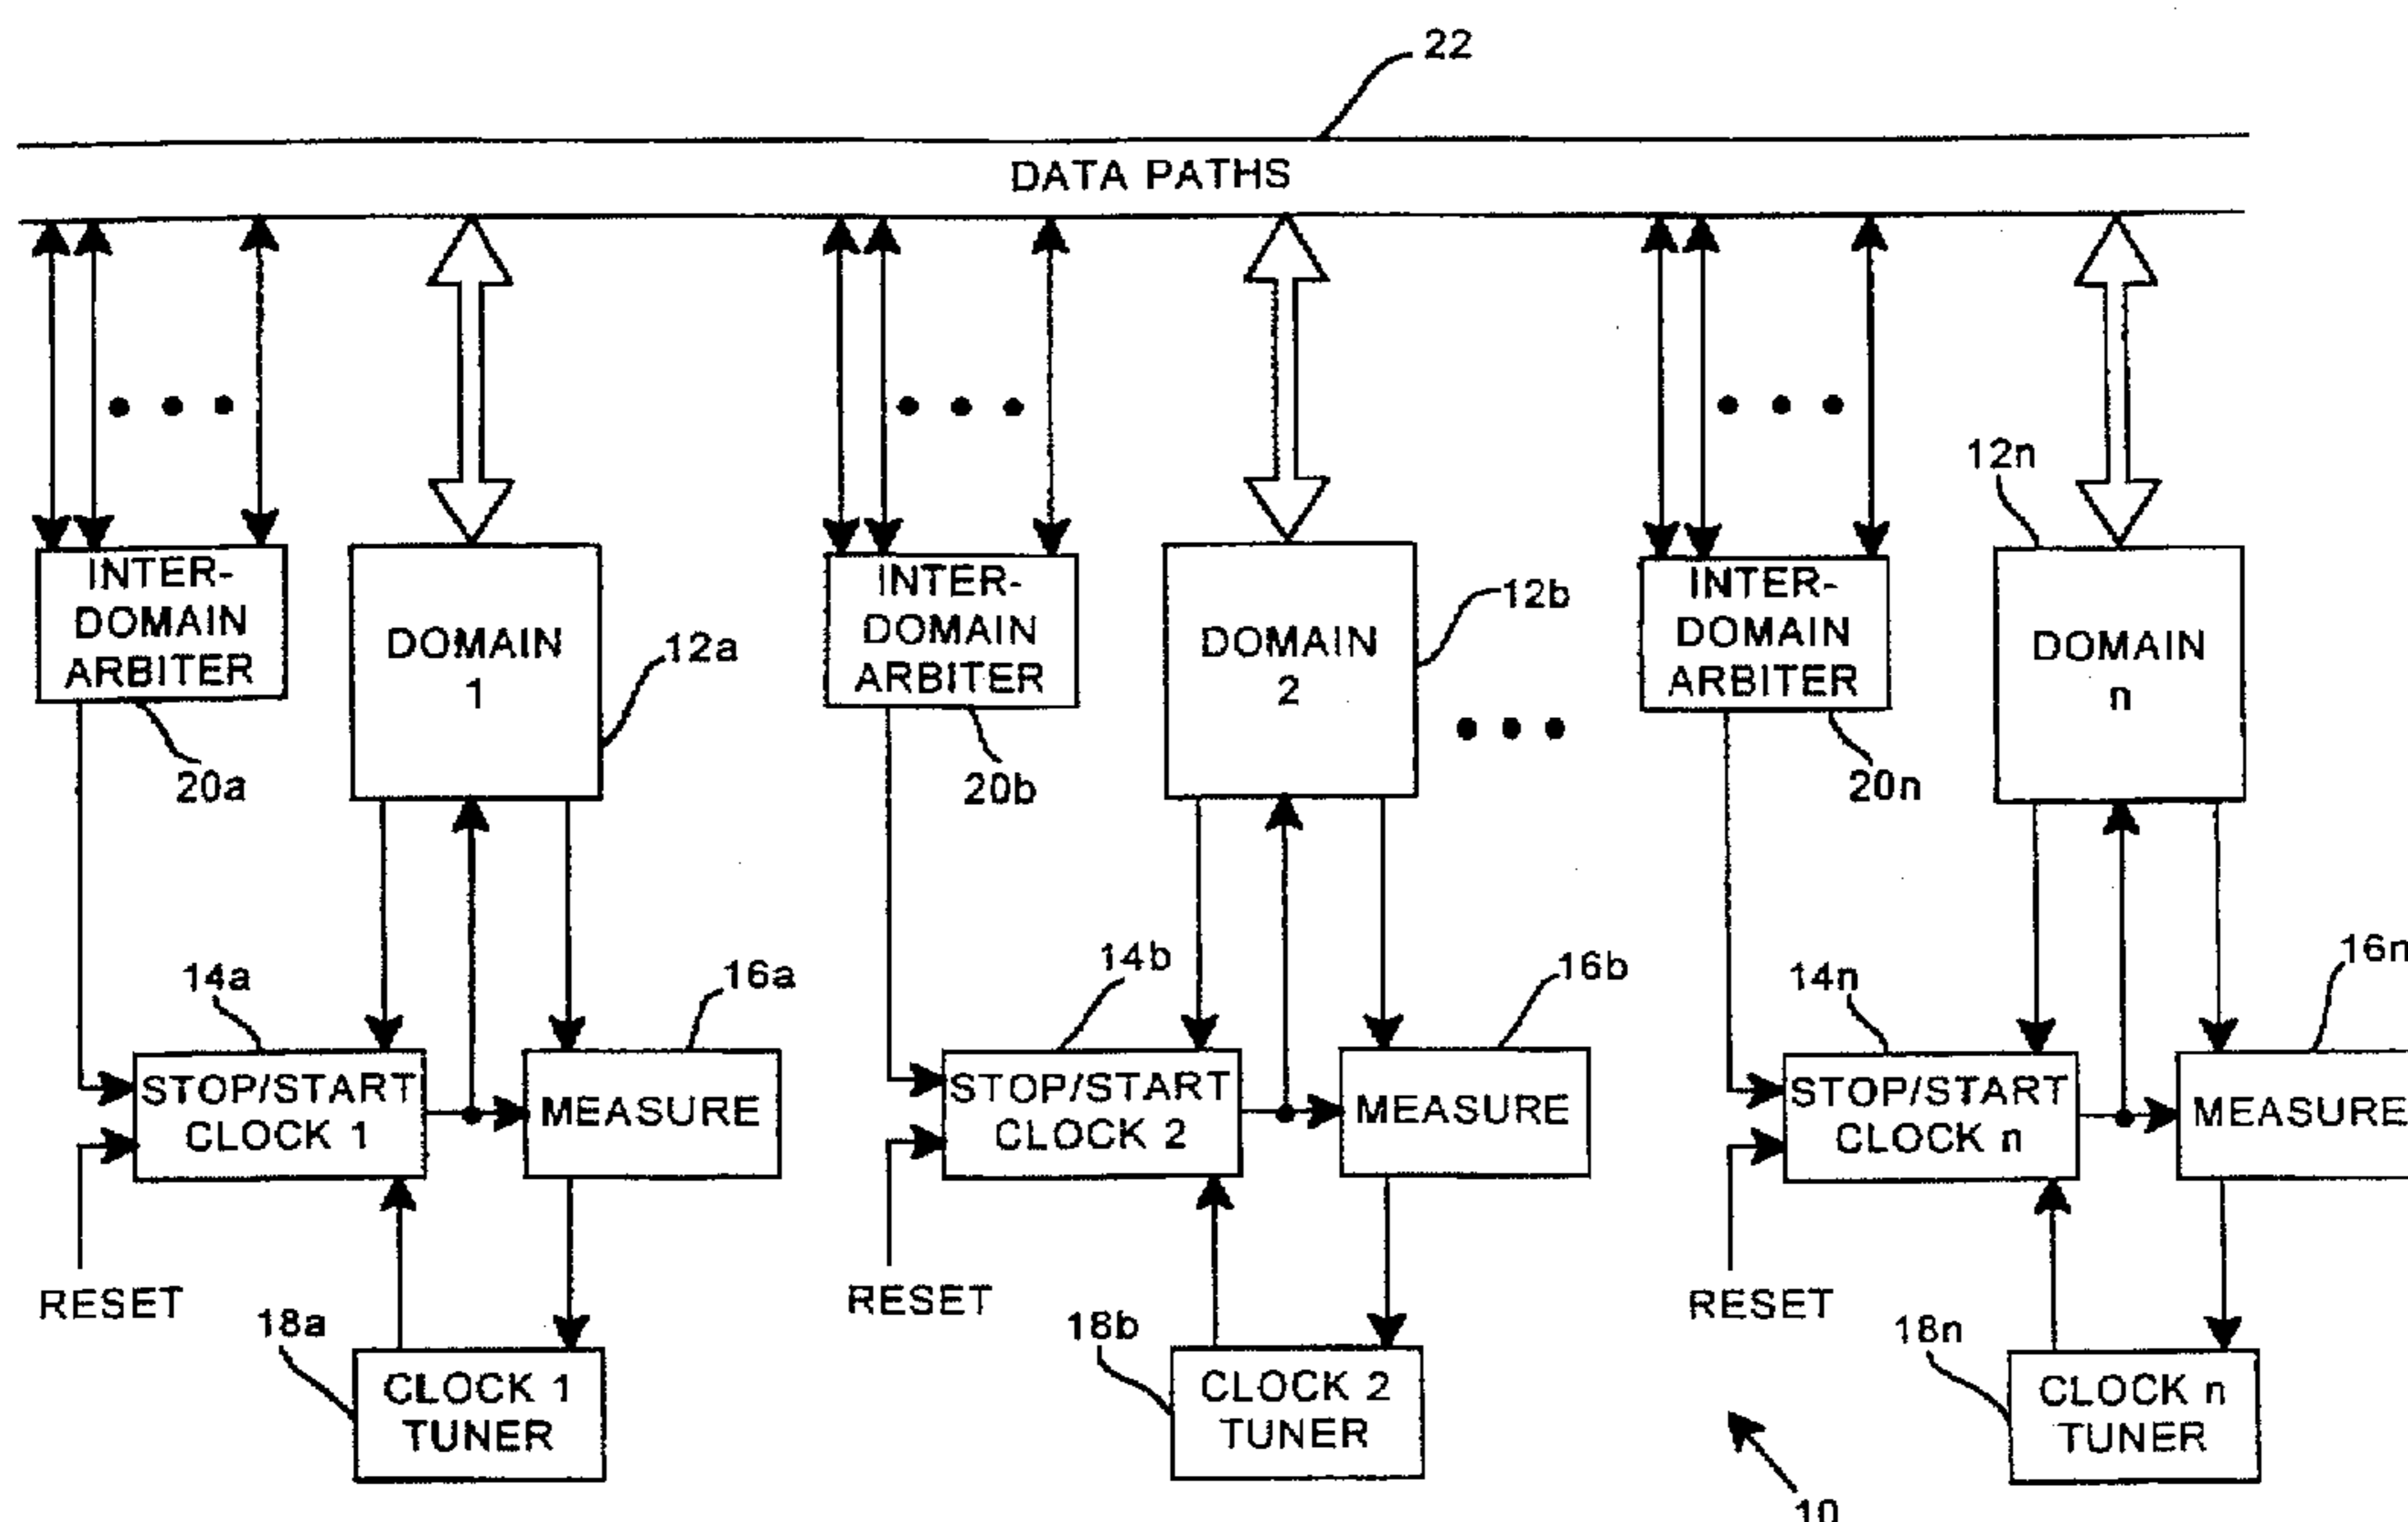 22
DATA PATHS
12n
INTER-
DOMAIN
ARBITER
DOMAIN
1
12a
INTER-
DOMAIN
ARBITER
DOMAIN
2
12b
INTER-
DOMAIN
ARBITER
DOMAIN
n
20a
20b
20n
14a
16a
14b
16b
14n
16n
STOP/START
CLOCK 1
MEASURE
STOP/START
CLOCK 2
MEASURE
STOP/START
CLOCK n
MEASURE
RESET
RESET
RESET
18a
18b
18n
CLOCK 1
TUNER
CLOCK 2
TUNER
CLOCK n
TUNER
10